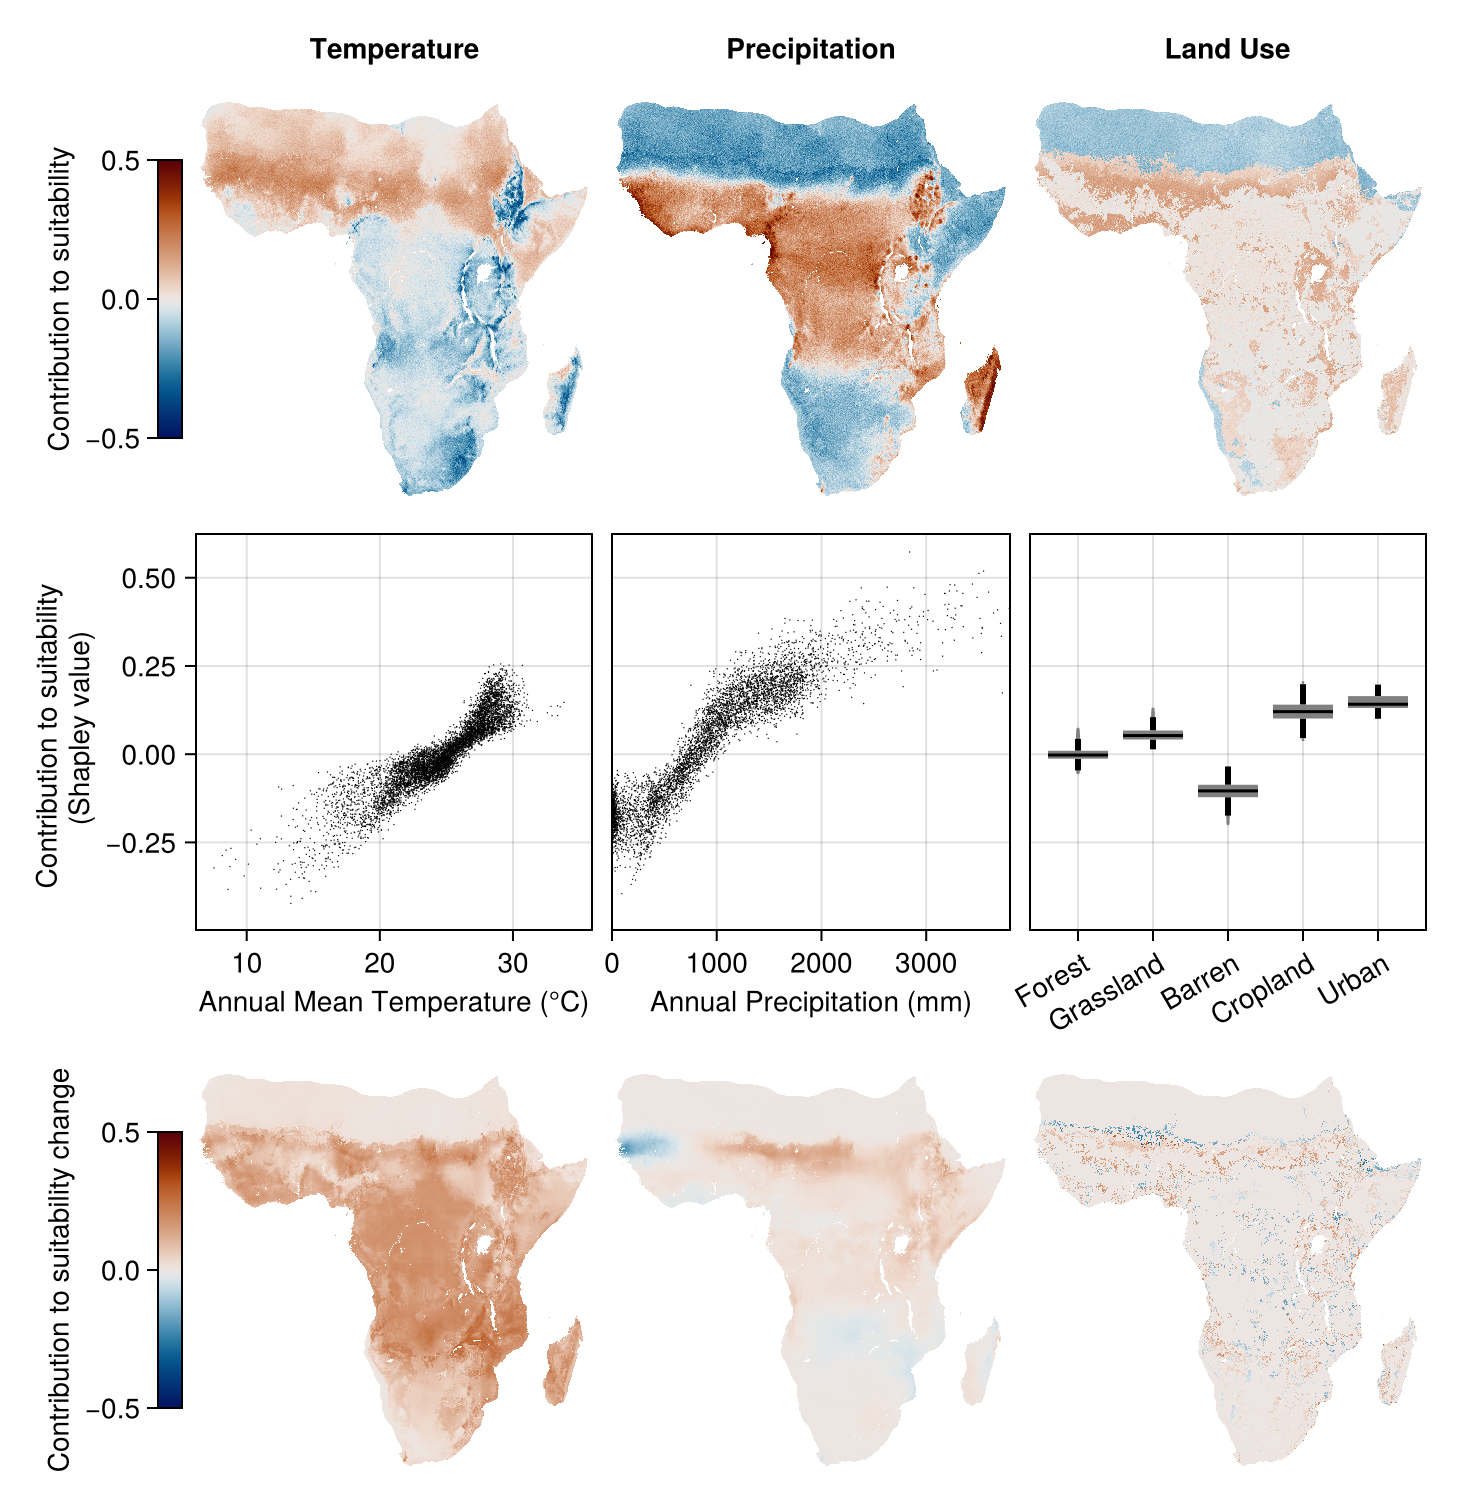 Temperature
Precipitation
Land Use
Contribution to suitability
0.5
0.0
−0.5
Contribution to suitability
(Shapley value)
0.50
0.25
0.00
−0.25
10
20
30
Annual Mean Temperature (°C)
0
1000
2000
3000
Annual Precipitation (mm)
Forest
Grassland
Barren
Cropland
Urban
Contribution to suitability change
0.5
0.0
−0.5